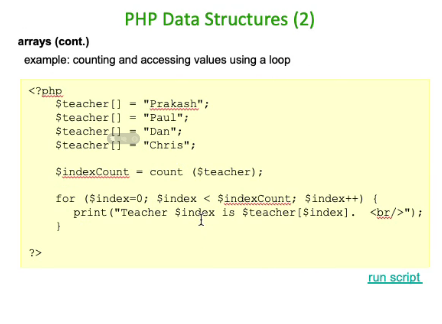 PHP Data Structures (2)
arrays (cont.)
example: counting and accessing values using a loop
<?php
$teacher[] = "Prakash";
$teacher[] = "Paul";
$teacher[] = "Dan";
$teacher[] = "Chris";
$indexCount = count ($teacher);
for ($index=0; $index < $indexCount; $index++) {
print("Teacher $index is $teacher[$index]. <br/>");
}
?>
run script